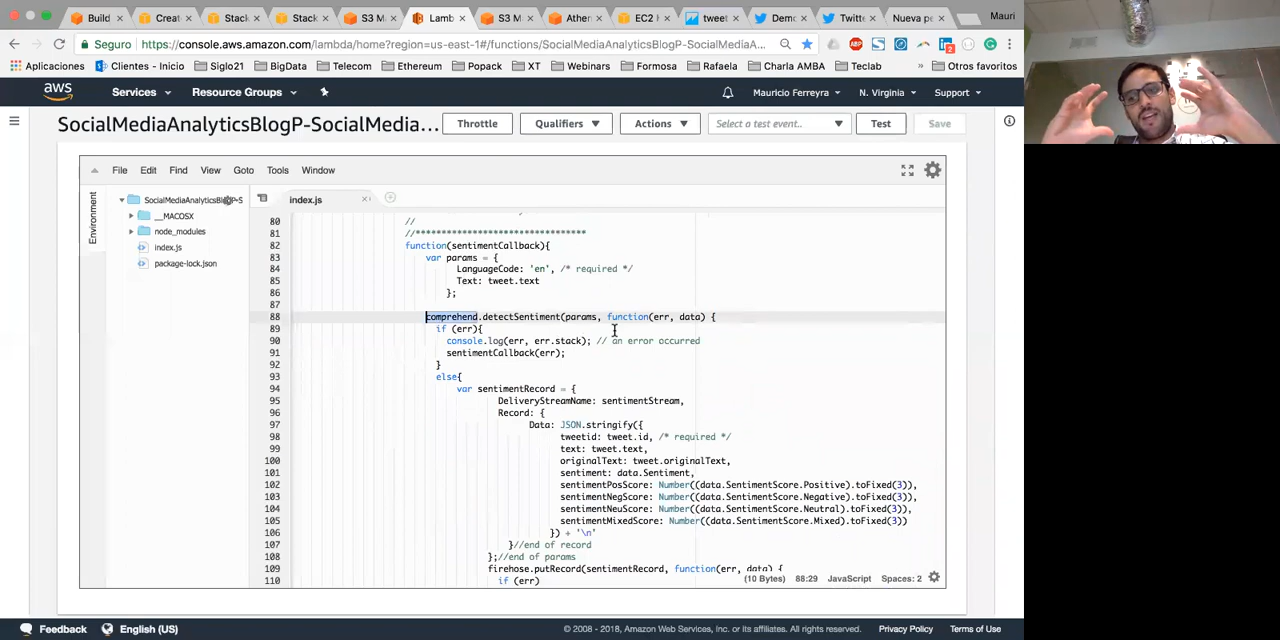 Build
Creat
Stack
Stack
S3 M
Lamb
S3 M
Ather
EC2
tweet
Demo
Twitte
Nueva pe
Mauri
Seguro https://console.aws.amazon.com/lambda/home?region=us-east-1#/functions/SocialMediaAnalyticsBlogP-SocialMediaA...
Aplicaciones Clientes - Inicio Siglo21 BigData Telecom Ethereum Popack XT Webinars Formosa Rafaela Charla AMBA Teclab » Otros favoritos
aws Services Resource Groups Mauricio Ferreyra N. Virginia Support
SocialMediaAnalyticsBlogP-SocialMedia... Throttle Qualifiers Actions Select a test event.. Test Save
File Edit Find View Goto Tools Window
Environment
SocialMediaAnalyticsBlogP-S
__MACOSX
node_modules
index.js
package-lock.json
index.js
80 //
81 //*********************************
82 function(sentimentCallback){
83 var params = {
84 LanguageCode: 'en', /* required */
85 Text: tweet.text
86 };
87
88 comprehend.detectSentiment(params, function(err, data) {
89 if (err){
90 console.log(err, err.stack); // an error occurred
91 sentimentCallback(err);
92 }
93 else{
94 var sentimentRecord = {
95 DeliveryStreamName: sentimentStream,
96 Record: {
97 Data: JSON.stringify({
98 tweetid: tweet.id, /* required */
99 text: tweet.text,
100 originalText: tweet.originalText,
101 sentiment: data.Sentiment,
102 sentimentPosScore: Number((data.SentimentScore.Positive).toFixed(3)),
103 sentimentNegScore: Number((data.SentimentScore.Negative).toFixed(3)),
104 sentimentNeuScore: Number((data.SentimentScore.Neutral).toFixed(3)),
105 sentimentMixedScore: Number((data.SentimentScore.Mixed).toFixed(3))
106 }) + '\n'
107 }//end of record
108 };//end of params
109 firehose.putRecord(sentimentRecord, function(err, data) {
110 if (err)
(10 Bytes) 88:29 JavaScript Spaces: 2
Feedback English (US) © 2008 - 2018, Amazon Web Services, Inc. or its affiliates. All rights reserved. Privacy Policy Terms of Use